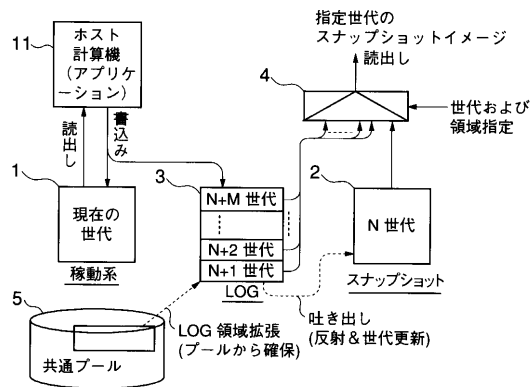 指定世代の
スナップショットイメージ
読出し
11
ホスト
計算機
(アプリケ
ーション)
4
世代および
領域指定
読出し
書込み
1
現在の
世代
稼動系
3
N+M 世代
N+2 世代
N+1 世代
LOG
2
N 世代
スナップショット
5
共通プール
LOG 領域拡張
(プールから確保)
吐き出し
(反射&世代更新)